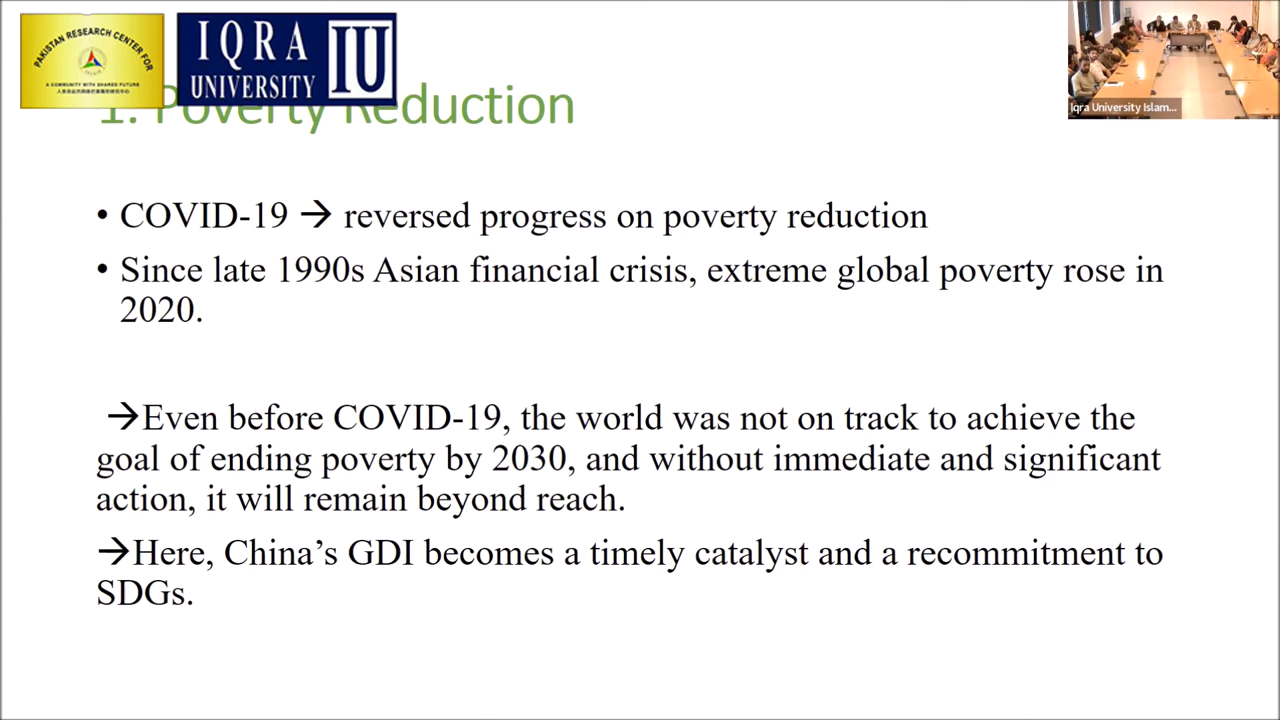 PAKISTAN RESEARCH CENTER FOR
A COMMUNITY WITH SHARED FUTURE
IQRA
UNIVERSITY
IU
Iqra University Islam...
1. Poverty Reduction
• COVID-19 → reversed progress on poverty reduction
• Since late 1990s Asian financial crisis, extreme global poverty rose in
2020.
→Even before COVID-19, the world was not on track to achieve the
goal of ending poverty by 2030, and without immediate and significant
action, it will remain beyond reach.
→Here, China’s GDI becomes a timely catalyst and a recommitment to
SDGs.